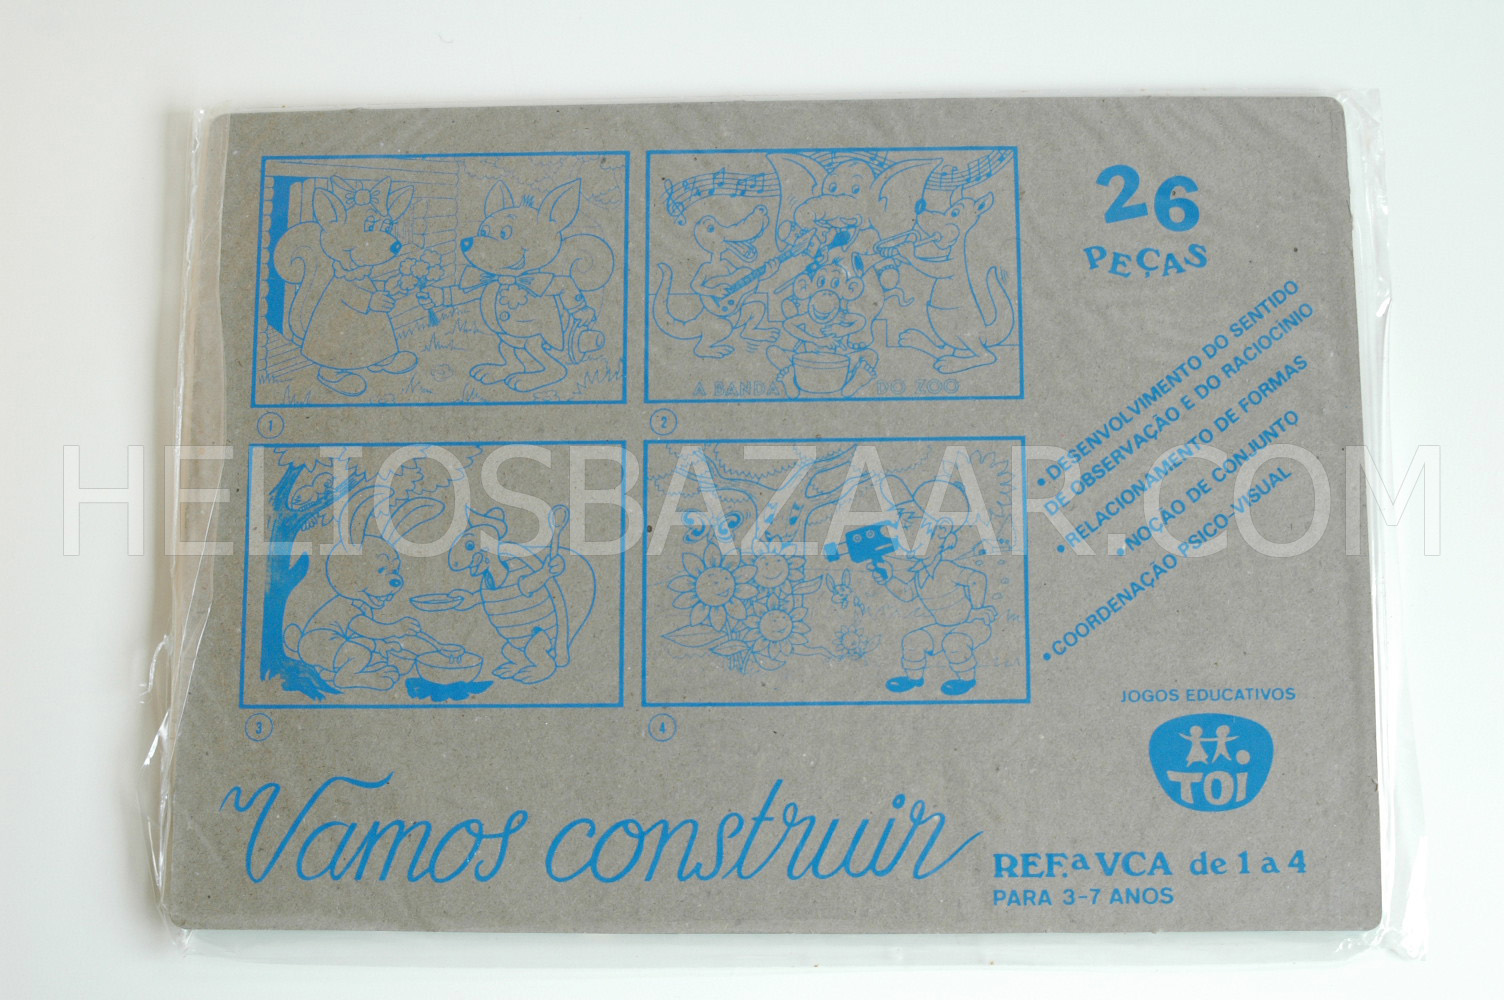 26
PEÇAS
A BANDA DO ZOO
1
2
• DESENVOLVIMENTO DO SENTIDO
DE OBSERVAÇÃO E DO RACIOCINIO
• RELACIONAMENTO DE FORMAS
• NOÇÃO DE CONJUNTO
• COORDENAÇÃO PSICO-VISUAL
HELIOSBAZAAR.COM
3
4
JOGOS EDUCATIVOS
TOI
Vamos construir
REF.ª VCA de 1 a 4
PARA 3-7 ANOS